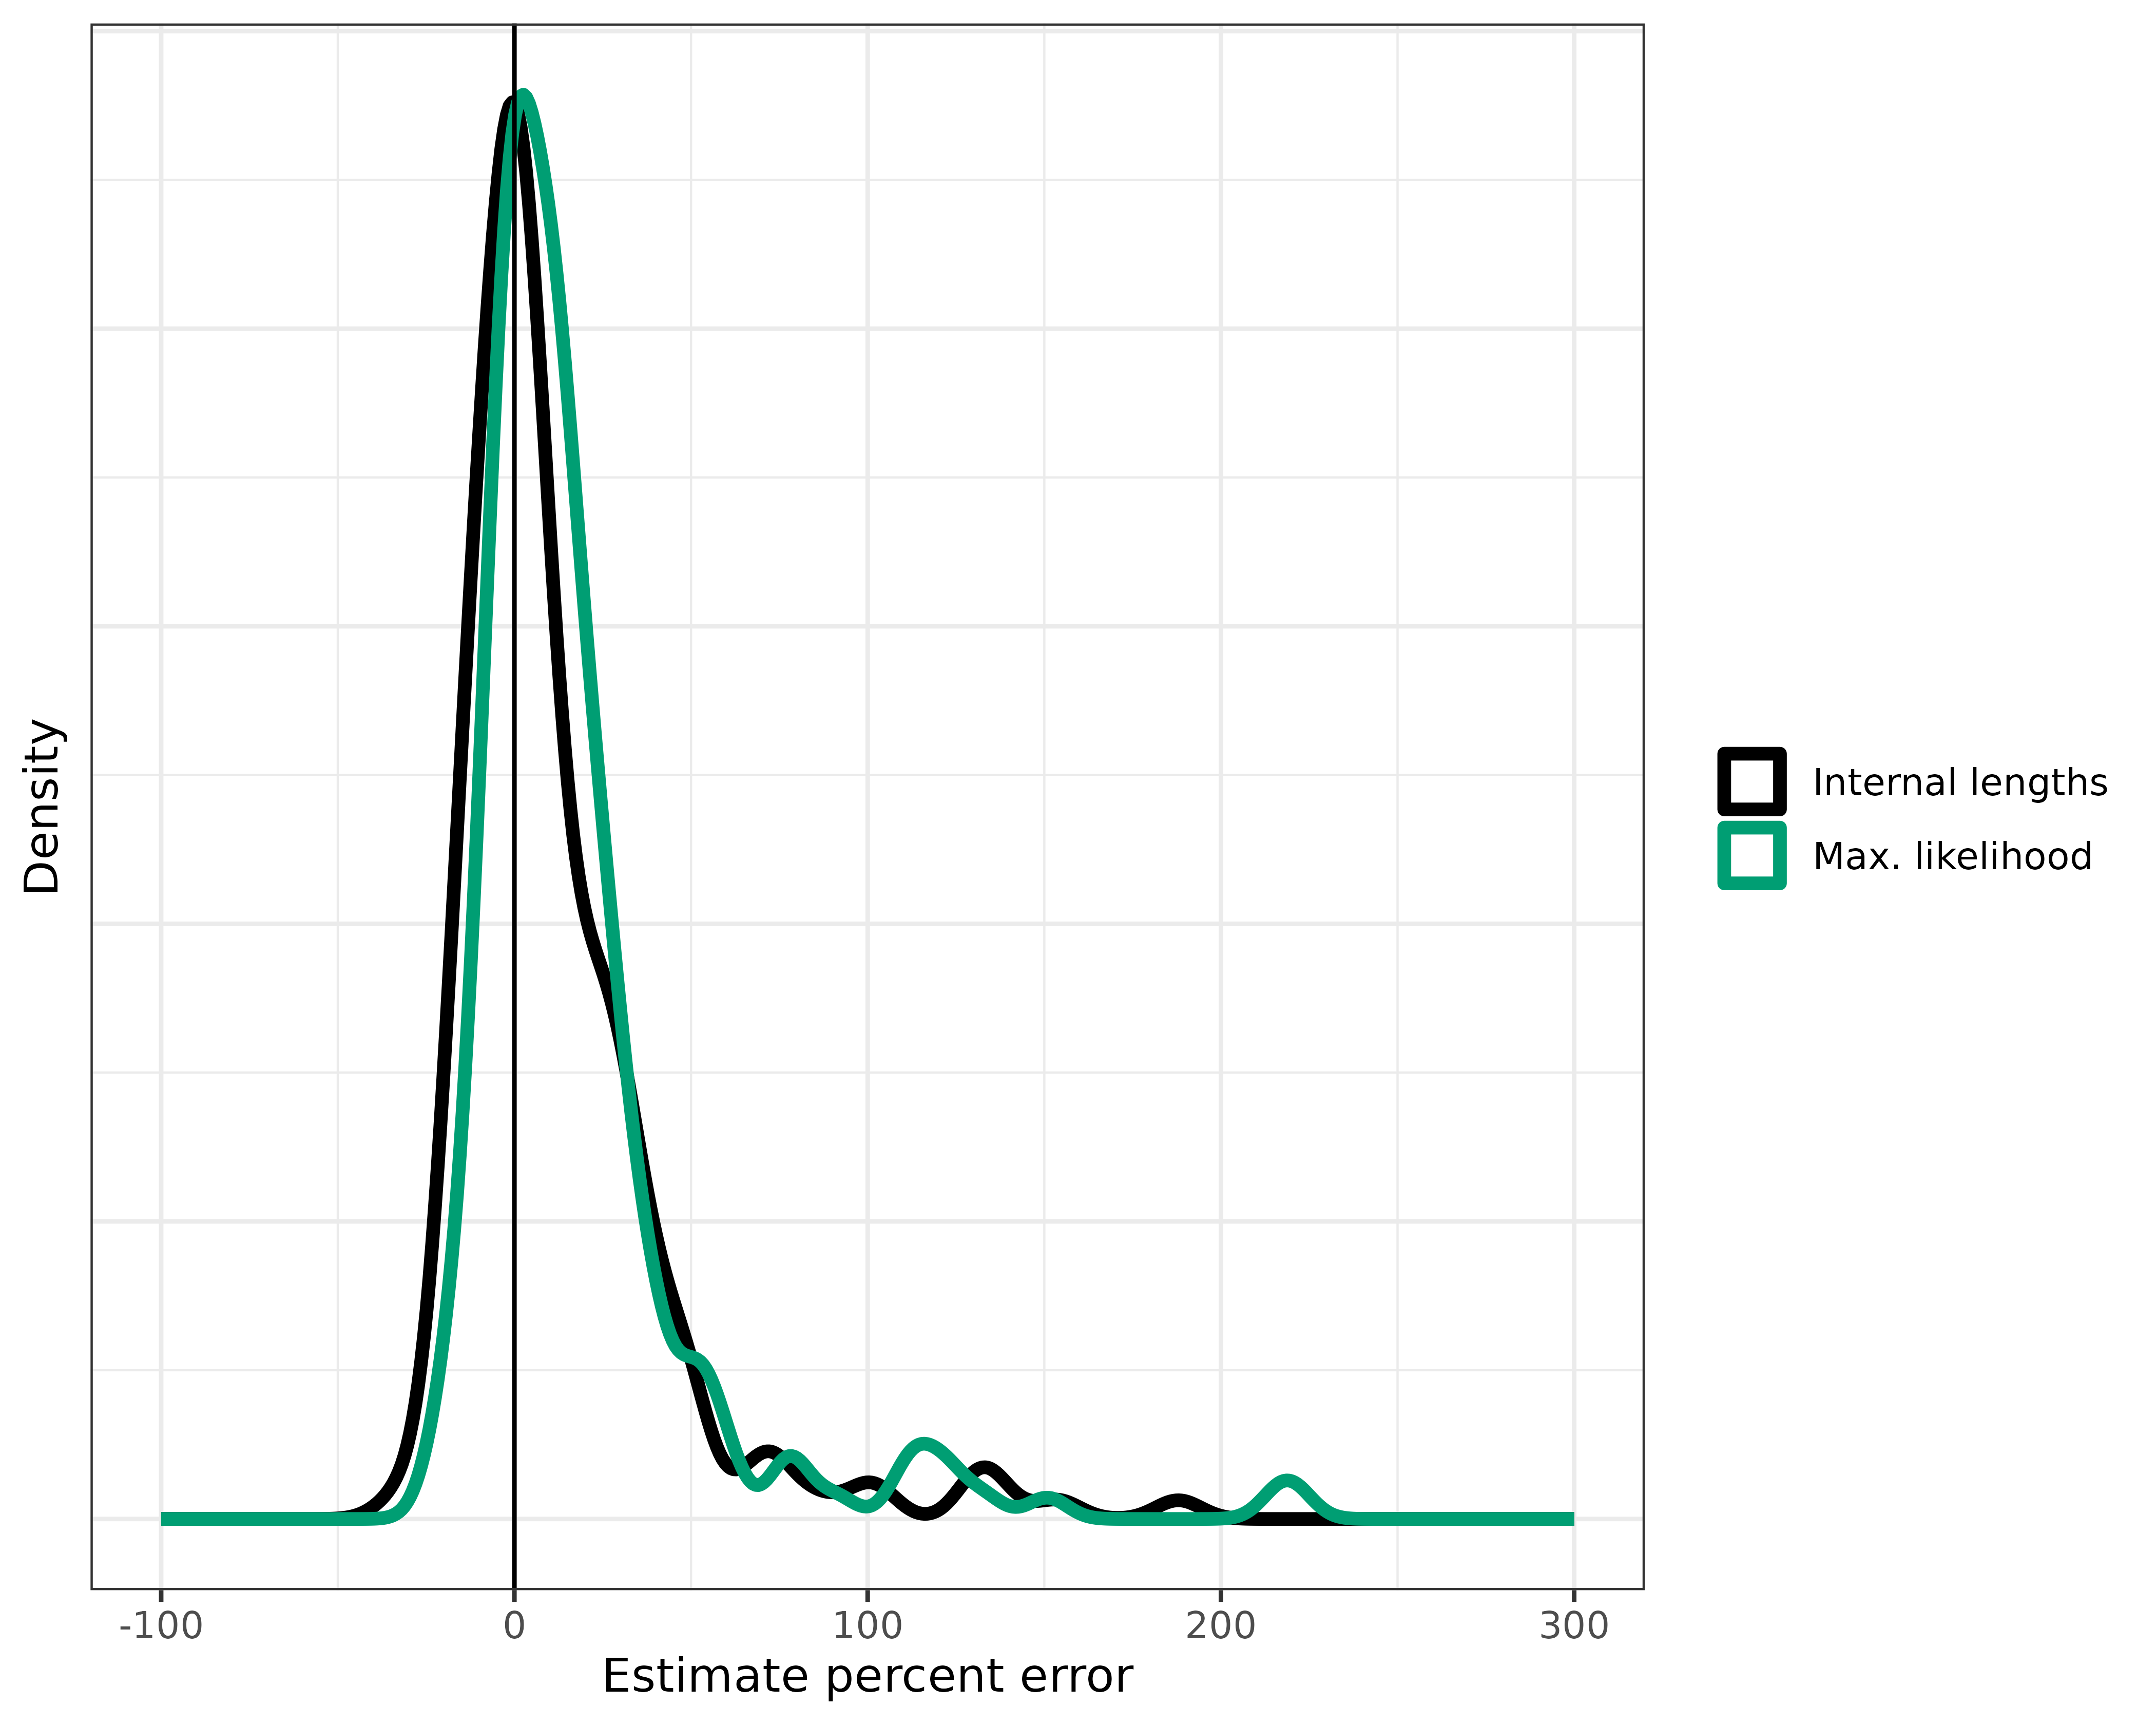 Density
Internal lengths
Max. likelihood
-100
0
100
200
300
Estimate percent error